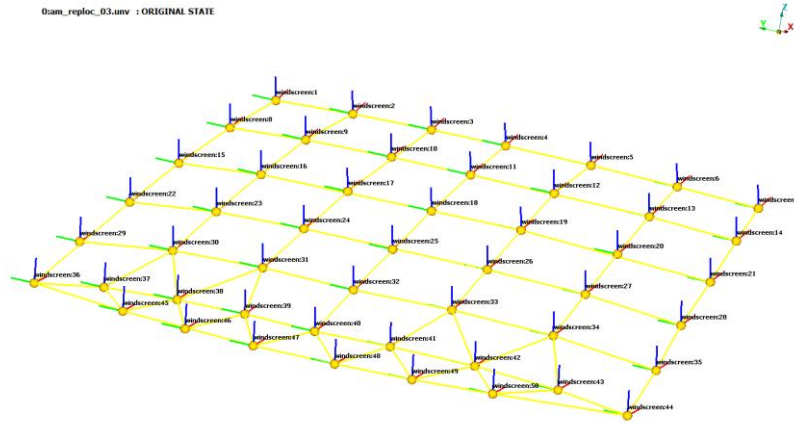 0:am_reploc_03.unv : ORIGINAL STATE
Z
Y
X
windscreen:1
windscreen:2
windscreen:3
windscreen:4
windscreen:5
windscreen:6
windscreen
windscreen:8
windscreen:9
windscreen:10
windscreen:11
windscreen:12
windscreen:13
windscreen:14
windscreen:15
windscreen:16
windscreen:17
windscreen:18
windscreen:19
windscreen:20
windscreen:21
windscreen:22
windscreen:23
windscreen:24
windscreen:25
windscreen:26
windscreen:27
windscreen:28
windscreen:29
windscreen:30
windscreen:31
windscreen:32
windscreen:33
windscreen:34
windscreen:35
windscreen:36
windscreen:37
windscreen:38
windscreen:39
windscreen:40
windscreen:41
windscreen:42
windscreen:43
windscreen:44
windscreen:45
windscreen:46
windscreen:47
windscreen:48
windscreen:49
windscreen:50